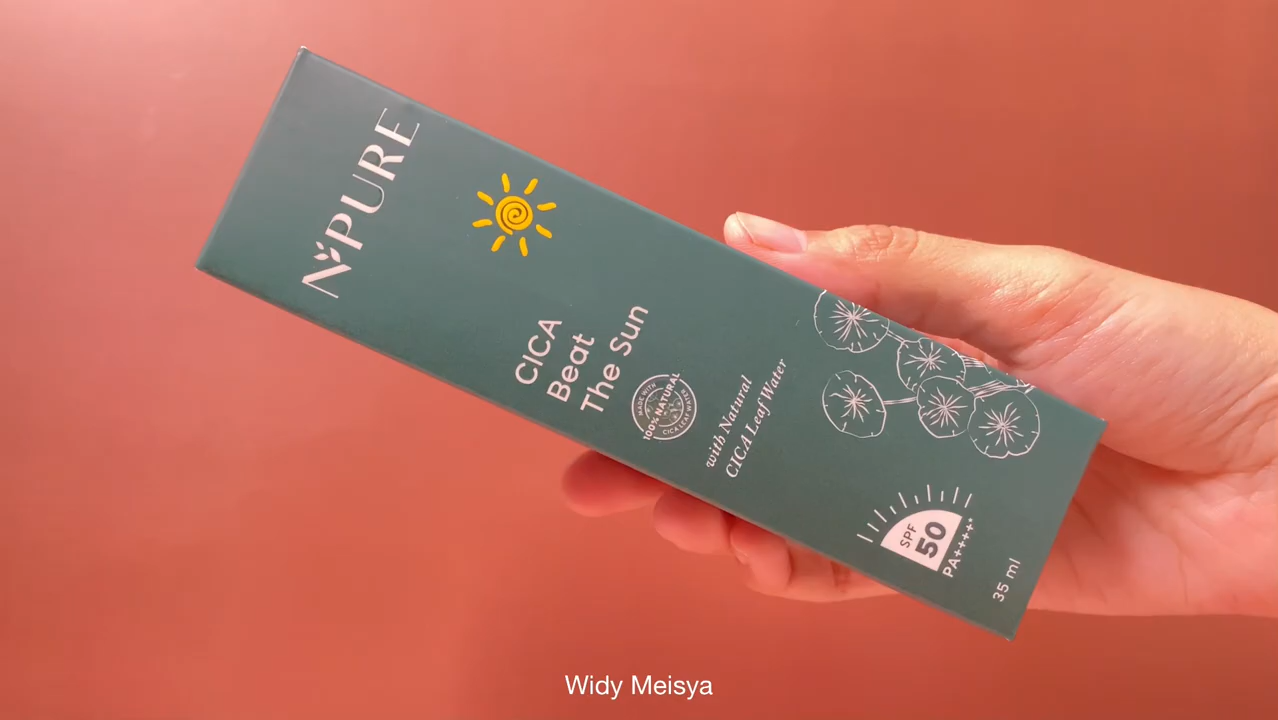 NPURE
CICA
Beat
The Sun
MADE WITH
100% NATURAL
CICA LEAF WATER
with Natural
CICA Leaf Water
SPF
50
PA++++*
35 ml
Widy Meisya